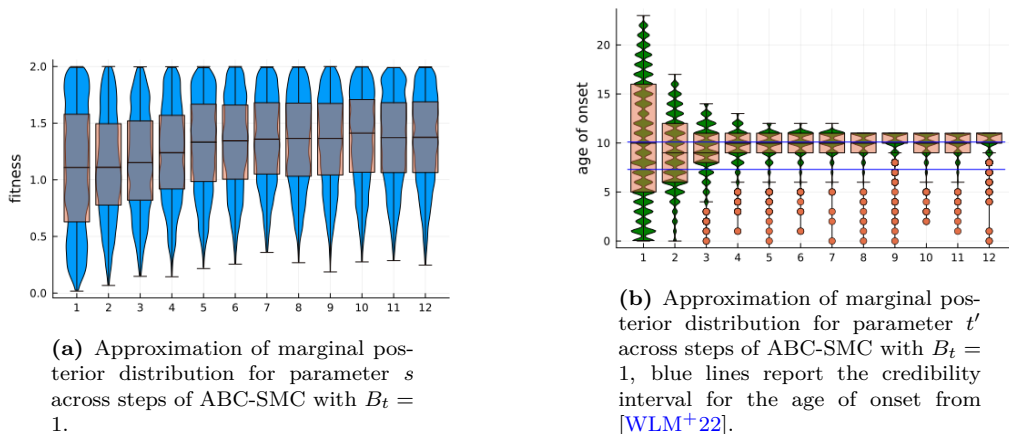 2.0
1.5
1.0
0.5
0.0
fitness
1 2 3 4 5 6 7 8 9 10 11 12
(a) Approximation of marginal pos-
terior distribution for parameter s
across steps of ABC-SMC with Bt =
1.
20
15
10
5
0
age of onset
1 2 3 4 5 6 7 8 9 10 11 12
(b) Approximation of marginal pos-
terior distribution for parameter t′
across steps of ABC-SMC with Bt =
1, blue lines report the credibility
interval for the age of onset from
[WLM+22].